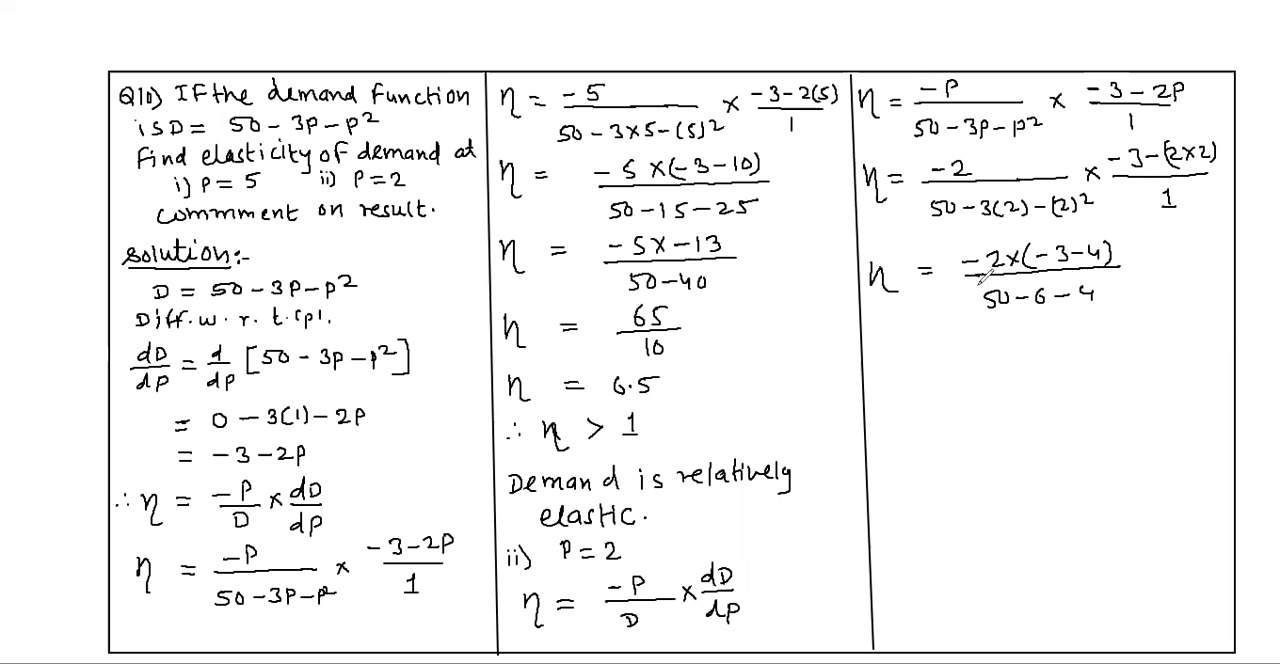 Q10) IF the demand function
is D = 50 - 3p - p²
Find elasticity of demand at
i) P = 5 ii) P = 2
commment on result.
solution:-
D = 50 - 3P - p²
Diff. w. r. t. 'p'.
dD/dp = d/dp [50 - 3p - p²]
= 0 - 3(1) - 2P
= -3 - 2P
∴ η = -P/D × dD/dp
η = -P/50 - 3p - p² × -3 - 2P/1
η = -5/50 - 3×5 - (5)² × -3 - 2(5)/1
η = -5 × (-3 - 10)/50 - 15 - 25
η = -5 × -13/50 - 40
η = 65/10
η = 6.5
∴ η > 1
Demand is relatively
elastic.
ii) P = 2
η = -P/D × dD/dp
η = -P/50 - 3p - p² × -3 - 2P/1
η = -2/50 - 3(2) - (2)² × -3 - (2×2)/1
η = -2×(-3-4)/50 - 6 - 4